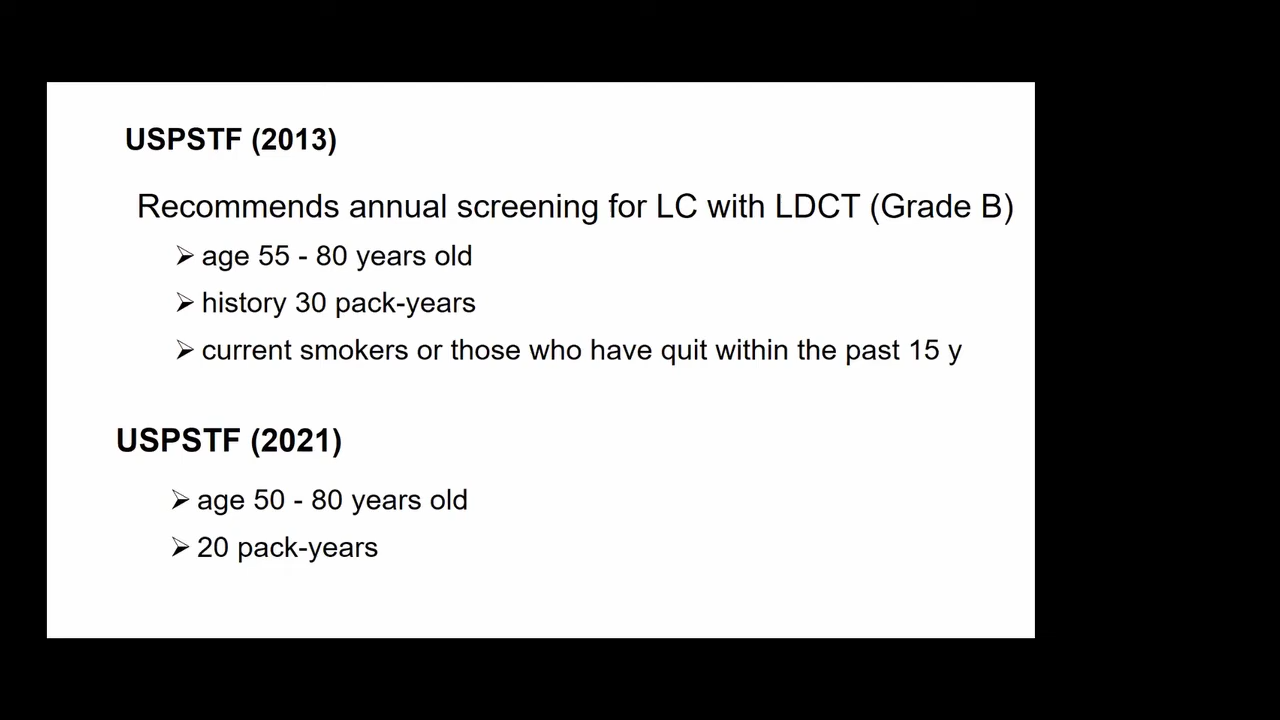 USPSTF (2013)
Recommends annual screening for LC with LDCT (Grade B)
➢ age 55 - 80 years old
➢ history 30 pack-years
➢ current smokers or those who have quit within the past 15 y
USPSTF (2021)
➢ age 50 - 80 years old
➢ 20 pack-years